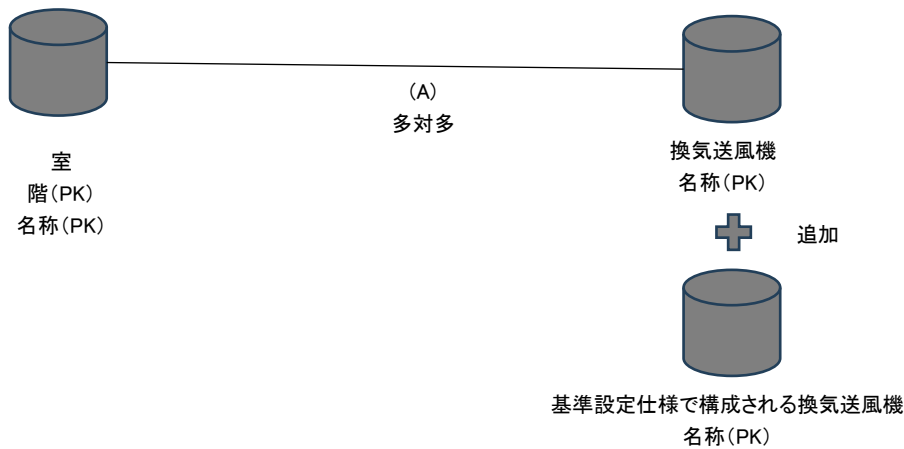 (A)
多対多
室
階(PK)
名称(PK)
換気送風機
名称(PK)
追加
基準設定仕様で構成される換気送風機
名称(PK)